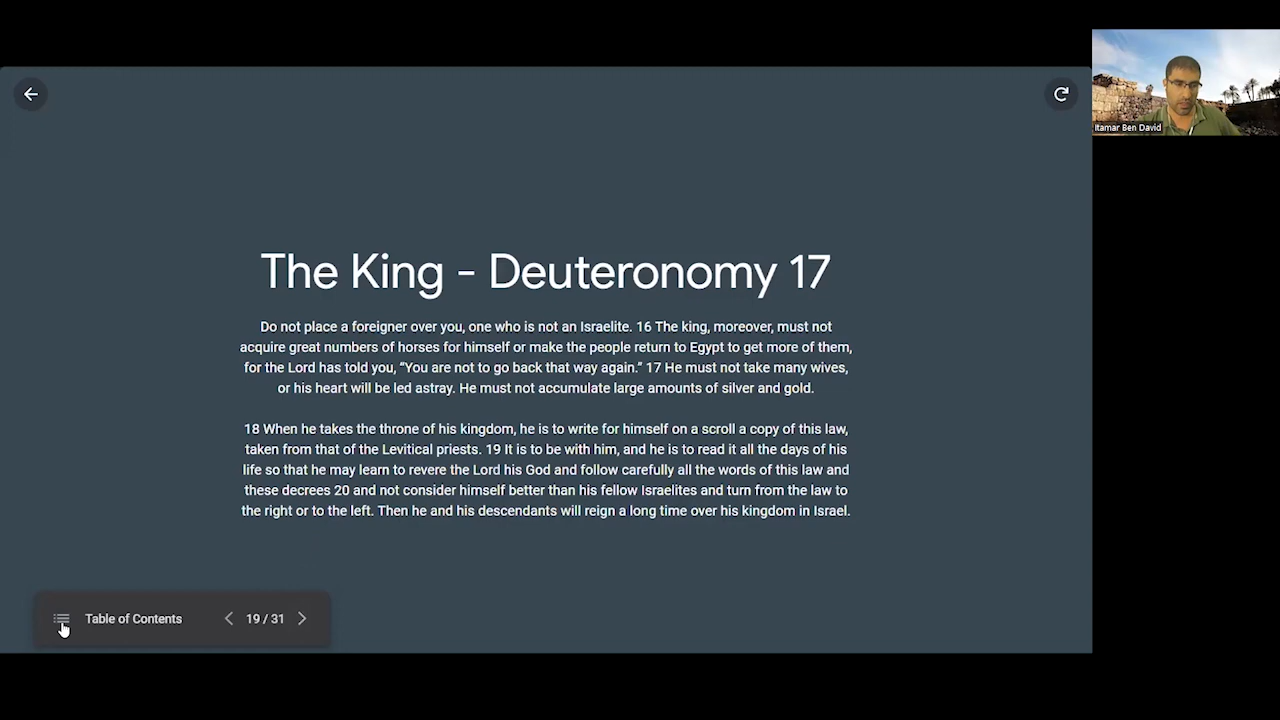 The King - Deuteronomy 17
Do not place a foreigner over you, one who is not an Israelite. 16 The king, moreover, must not
acquire great numbers of horses for himself or make the people return to Egypt to get more of them,
for the Lord has told you, “You are not to go back that way again.” 17 He must not take many wives,
or his heart will be led astray. He must not accumulate large amounts of silver and gold.
18 When he takes the throne of his kingdom, he is to write for himself on a scroll a copy of this law,
taken from that of the Levitical priests. 19 It is to be with him, and he is to read it all the days of his
life so that he may learn to revere the Lord his God and follow carefully all the words of this law and
these decrees 20 and not consider himself better than his fellow Israelites and turn from the law to
the right or to the left. Then he and his descendants will reign a long time over his kingdom in Israel.
Table of Contents
19 / 31
Itamar Ben David